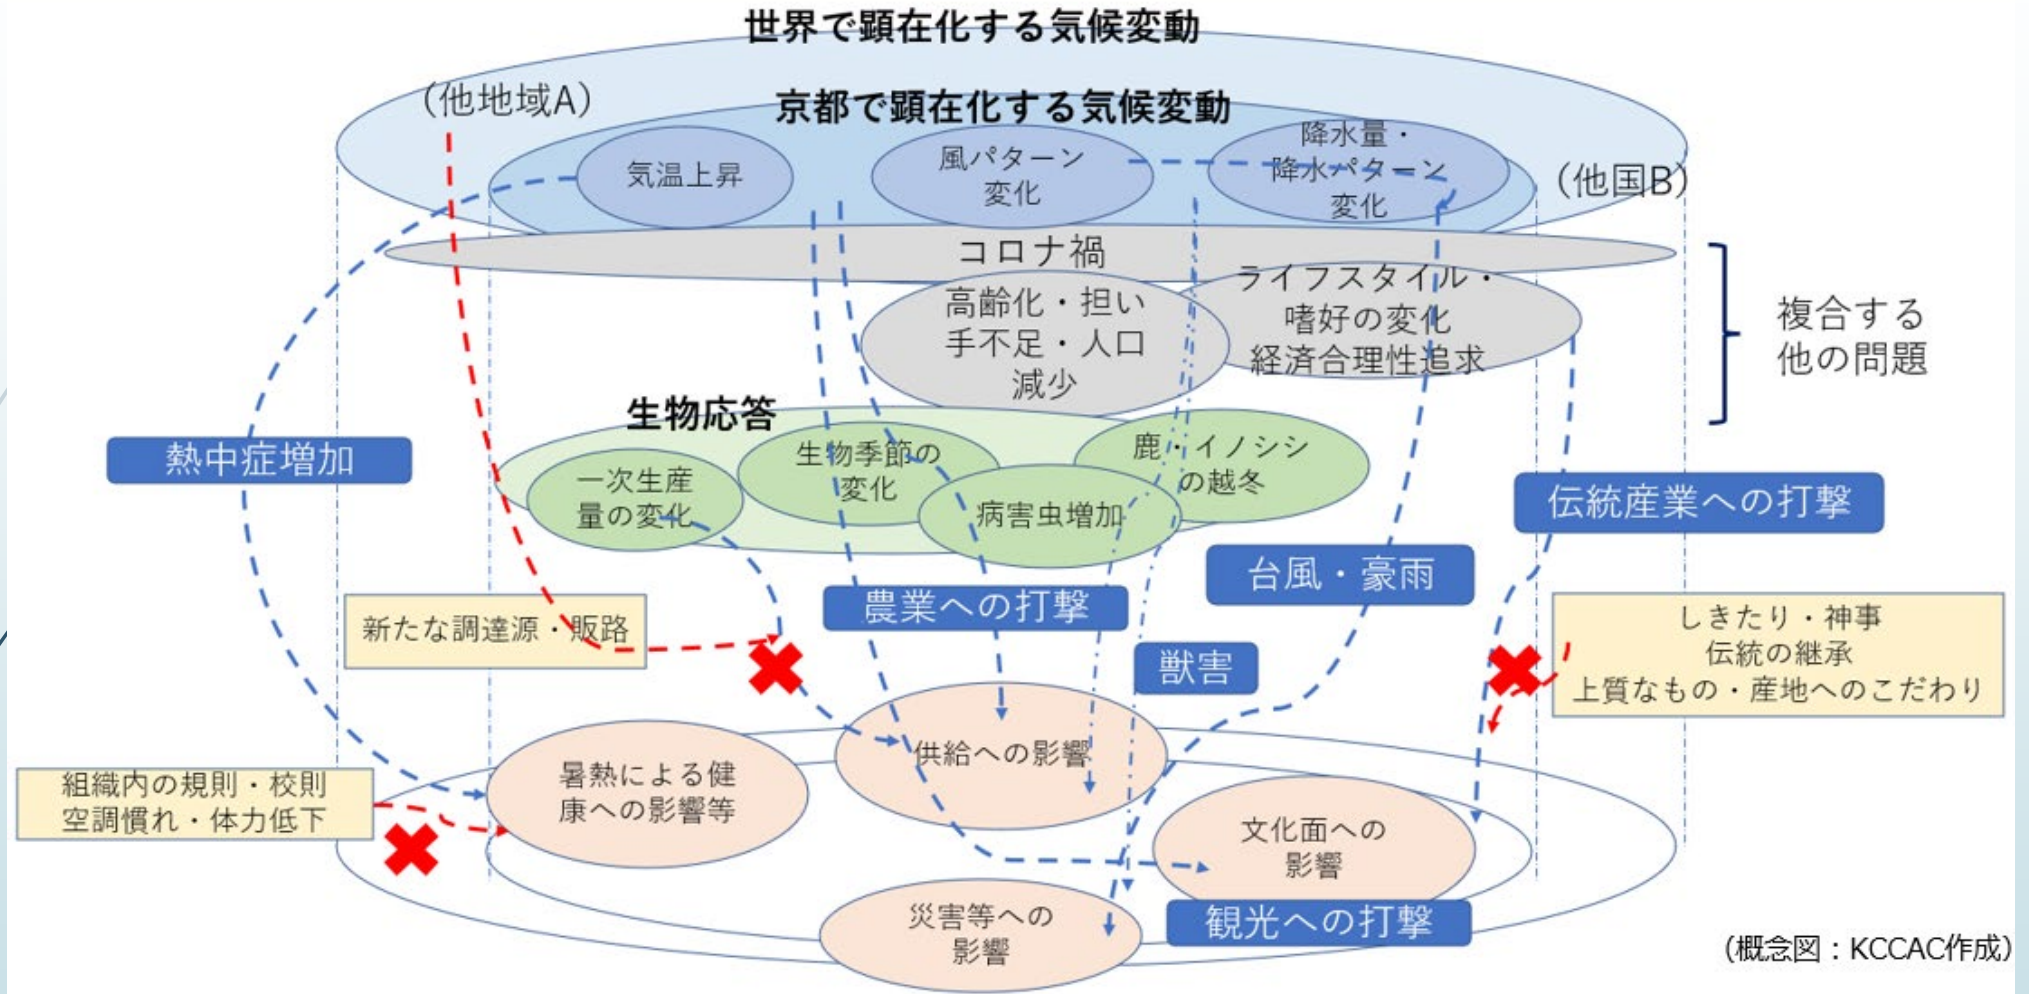 世界で顕在化する気候変動
（他地域A）
京都で顕在化する気候変動
気温上昇
風パターン
変化
降水量・
降水パターン
変化
（他国B）
コロナ禍
高齢化・担い
手不足・人口
減少
ライフスタイル・
嗜好の変化
経済合理性追求
複合する
他の問題
生物応答
一次生産
量の変化
生物季節の
変化
病害虫増加
鹿・イノシシ
の越冬
熱中症増加
伝統産業への打撃
台風・豪雨
農業への打撃
獣害
新たな調達源・販路
しきたり・神事
伝統の継承
上質なもの・産地へのこだわり
組織内の規則・校則
空調慣れ・体力低下
暑熱による健
康への影響等
供給への影響
文化面への
影響
災害等への
影響
観光への打撃
（概念図：KCCAC作成）